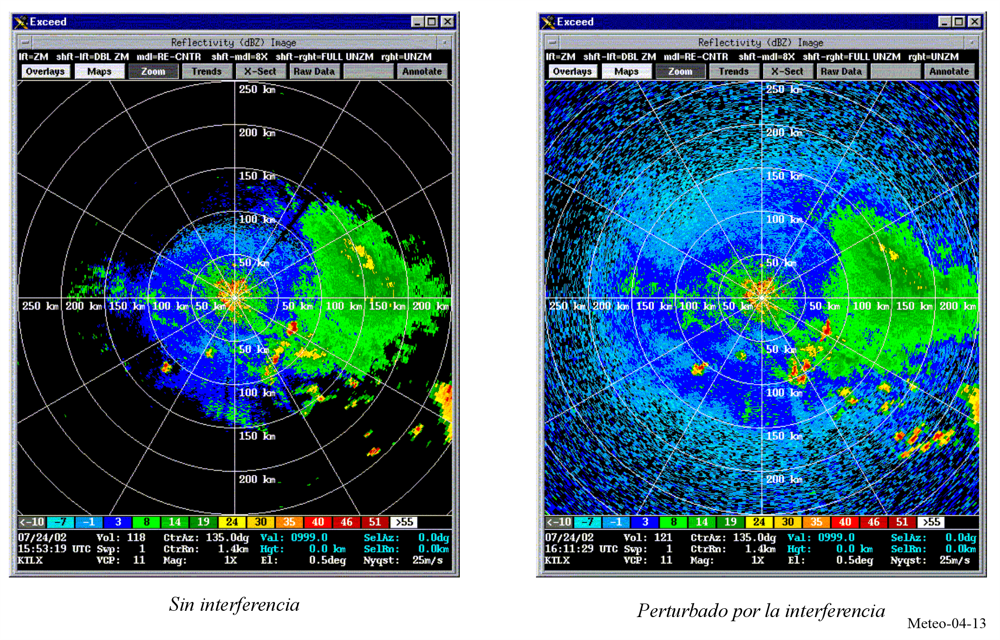 Exceed
Reflectivity (dBZ) Image
lft=ZM shft-lft=DBL ZM mdl=RE-CNTR shft-mdl=8X shft-rght=FULL UNZM rght=UNZM
Overlays Maps Zoom Trends X-Sect Raw Data Annotate
250 km
200 km
150 km
100 km
50 km
250 km 200 km 150 km 100 km 50 km 50 km 100 km 150 km 200 km
50 km
100 km
150 km
200 km
<-10 -7 -1 3 8 14 19 24 30 35 40 46 51 >55
07/24/02 Vol: 118 CtrAz: 135.0dg Val: 0999.0 SelAz: 0.0dg
15:53:19 UTC Swp: 1 CtrRn: 1.4km Hgt: 0.0 km SelRn: 0.0km
KTLX VCP: 11 Mag: 1X El: 0.5deg Nyqst: 25m/s
Sin interferencia
Exceed
Reflectivity (dBZ) Image
lft=ZM shft-lft=DBL ZM mdl=RE-CNTR shft-mdl=8X shft-rght=FULL UNZM rght=UNZM
Overlays Maps Zoom Trends X-Sect Raw Data Annotate
250 km
200 km
150 km
100 km
50 km
250 km 200 km 150 km 100 km 50 km 50 km 100 km 150 km 200 km
50 km
100 km
150 km
200 km
<-10 -7 -1 3 8 14 19 24 30 35 40 46 51 >55
07/24/02 Vol: 121 CtrAz: 135.0dg Val: 0999.0 SelAz: 0.0dg
16:11:29 UTC Swp: 1 CtrRn: 1.4km Hgt: 0.0 km SelRn: 0.0km
KTLX VCP: 11 Mag: 1X El: 0.5deg Nyqst: 25m/s
Perturbado por la interferencia
Meteo-04-13